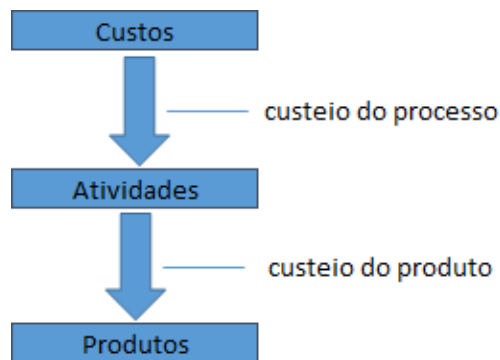 Custos
custeio do processo
Atividades
custeio do produto
Produtos